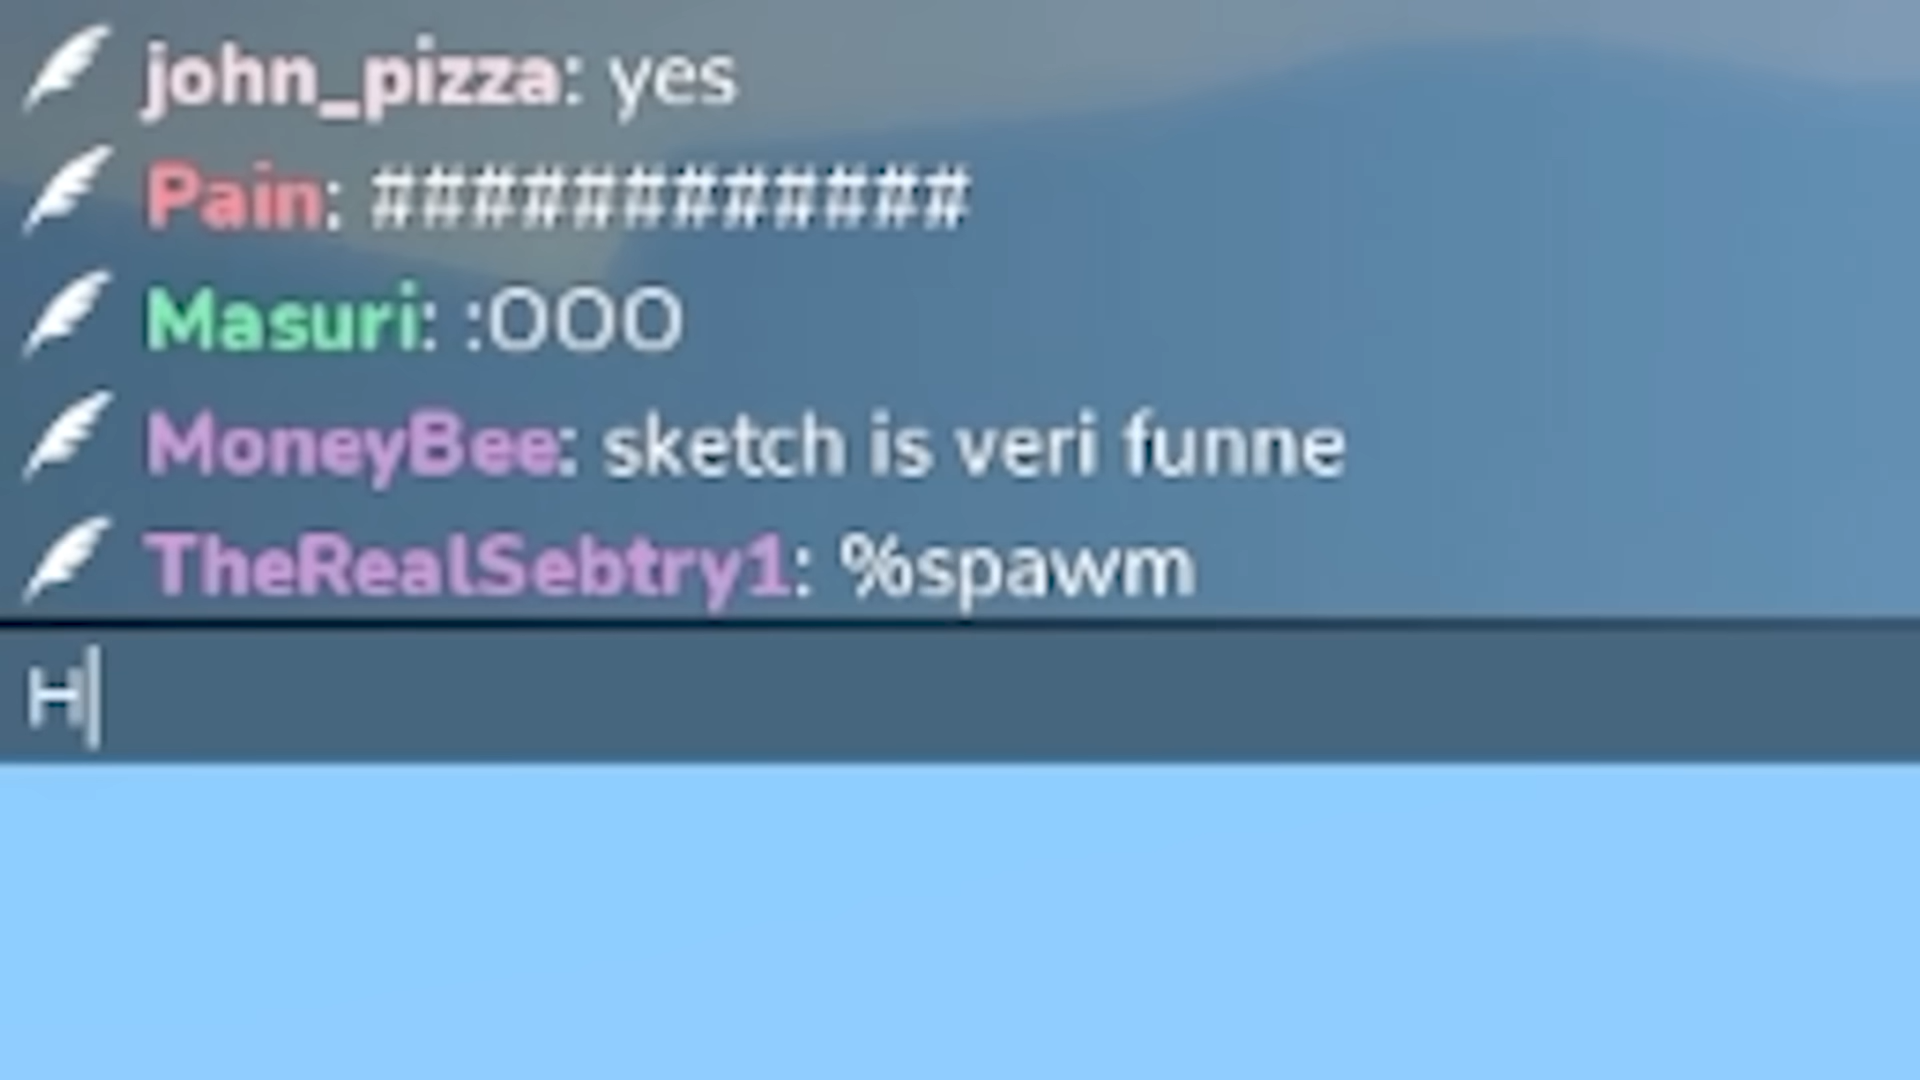 john_pizza: yes
Pain: ############
Masuri: :OOO
MoneyBee: sketch is veri funne
TheRealSebtry1: %spawm
H